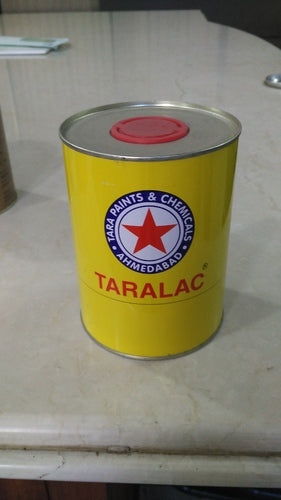 TARA PAINTS & CHEMICALS
• AHMEDABAD •
TARALAC®